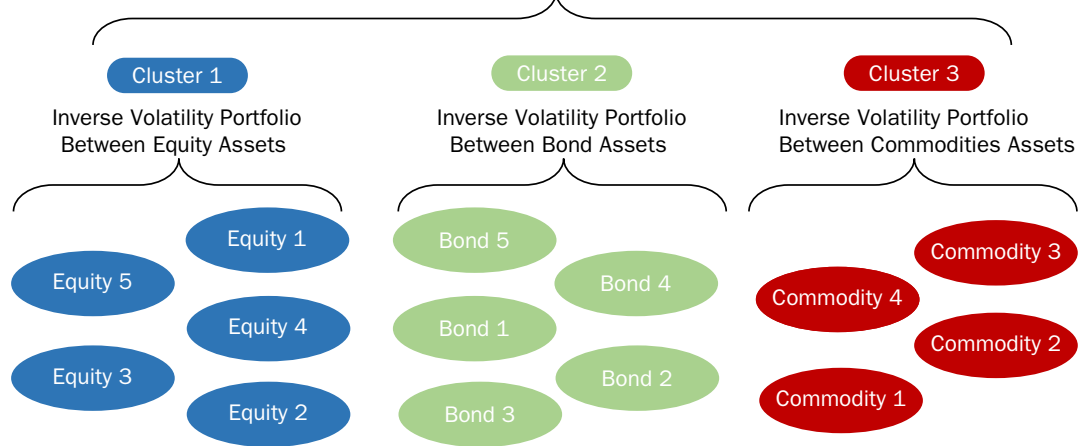 Cluster 1
Inverse Volatility Portfolio
Between Equity Assets
Equity 1
Equity 5
Equity 4
Equity 3
Equity 2
Cluster 2
Inverse Volatility Portfolio
Between Bond Assets
Bond 5
Bond 4
Bond 1
Bond 2
Bond 3
Cluster 3
Inverse Volatility Portfolio
Between Commodities Assets
Commodity 3
Commodity 4
Commodity 2
Commodity 1